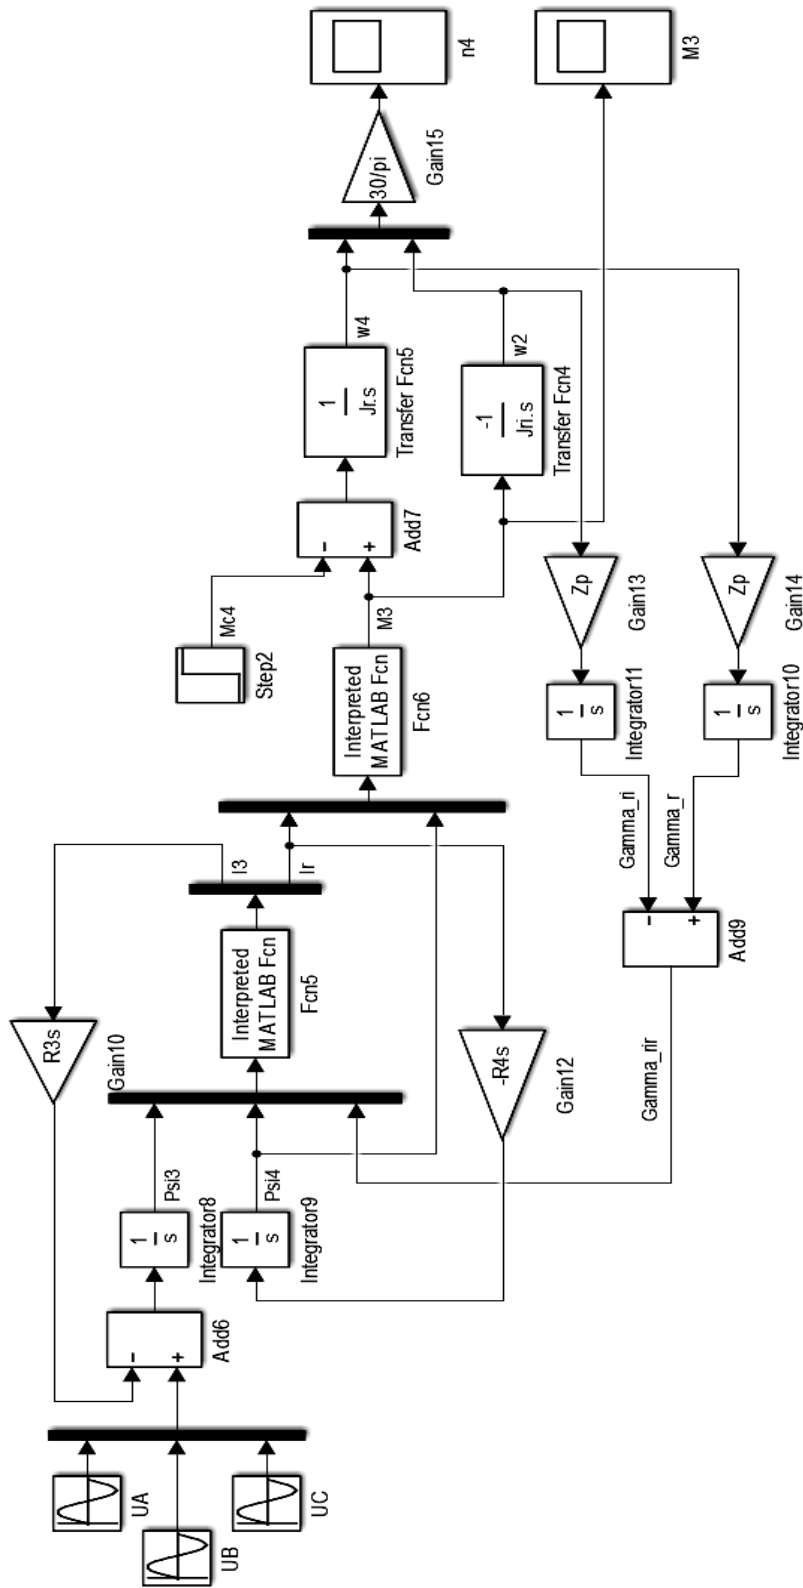 UA
UB
UC
-
+
Add6
1
s
Psi3
Integrator8
1
s
Psi4
Integrator9
R3s
Gain10
Interpreted
MATLAB Fcn
Fcn5
I3
Ir
-R4s
Gain12
Gamma_rir
Interpreted
MATLAB Fcn
Fcn6
M3
Step2
Mc4
-
+
Add7
1
Jr.s
Transfer Fcn5
w4
-1
Jri.s
Transfer Fcn4
w2
30/pi
Gain15
n4
M3
Zp
Gain13
1
s
Integrator11
Gamma_ri
Zp
Gain14
1
s
Integrator10
Gamma_r
-
+
Add9